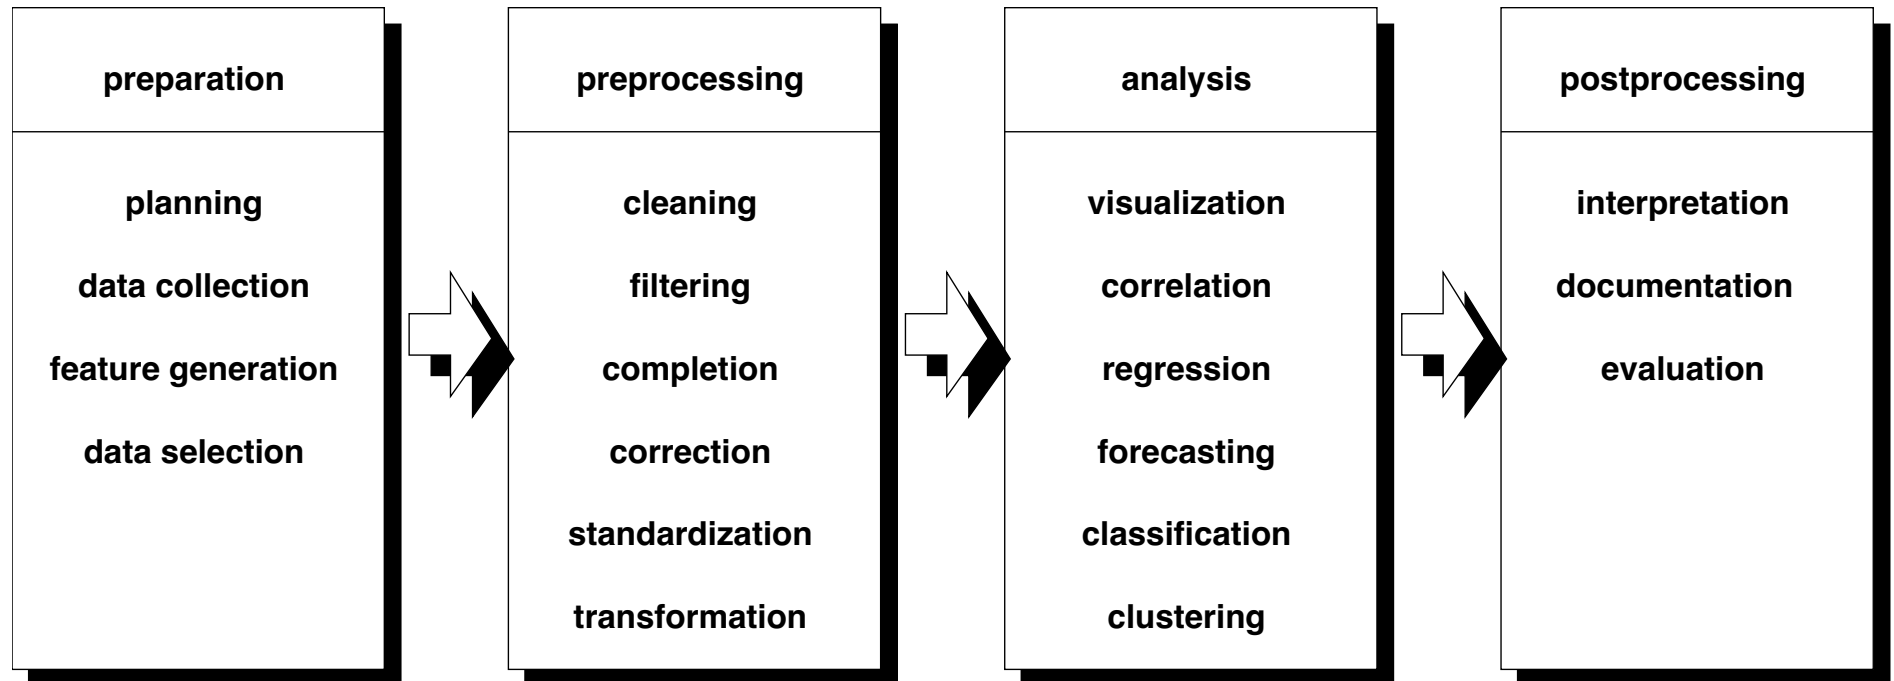 preparation
planning
data collection
feature generation
data selection
preprocessing
cleaning
filtering
completion
correction
standardization
transformation
analysis
visualization
correlation
regression
forecasting
classification
clustering
postprocessing
interpretation
documentation
evaluation